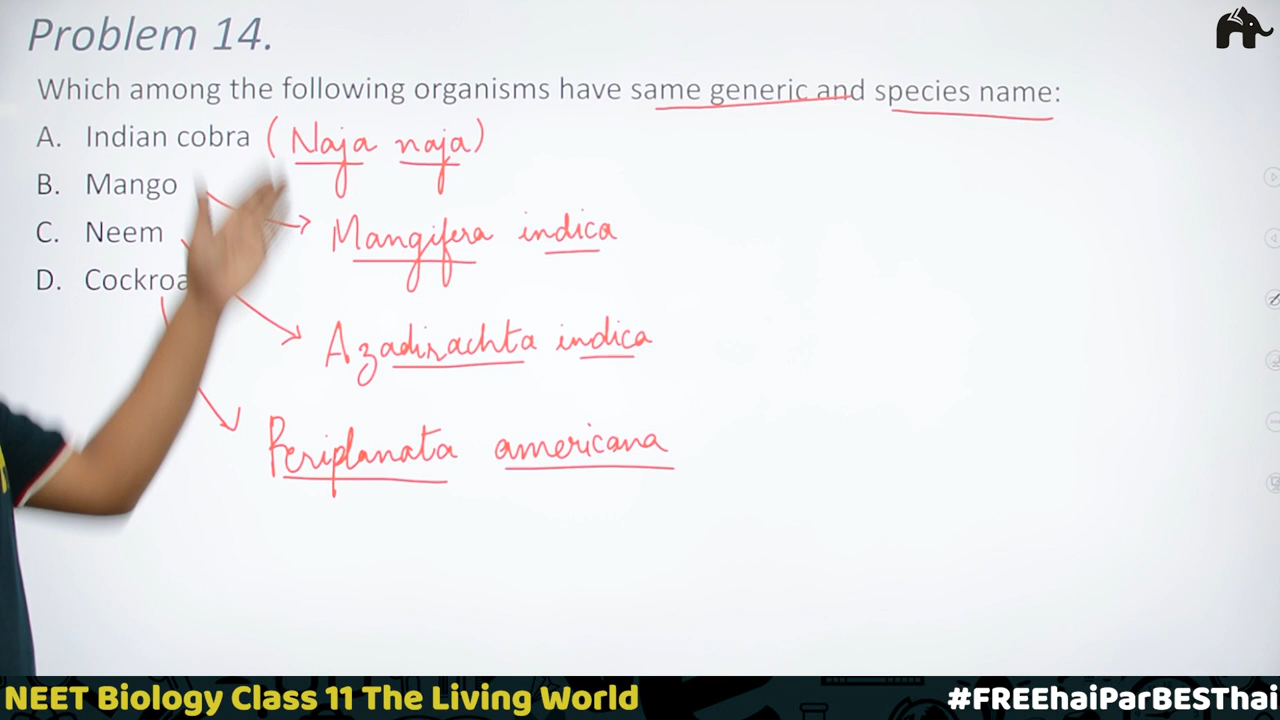 Problem 14.
Which among the following organisms have same generic and species name:
A. Indian cobra (Naja naja)
B. Mango
Mangifera indica
C. Neem
D. Cockroa
Azadirachta indica
Periplanata americana
NEET Biology Class 11 The Living World
#FREEhaiParBESThai